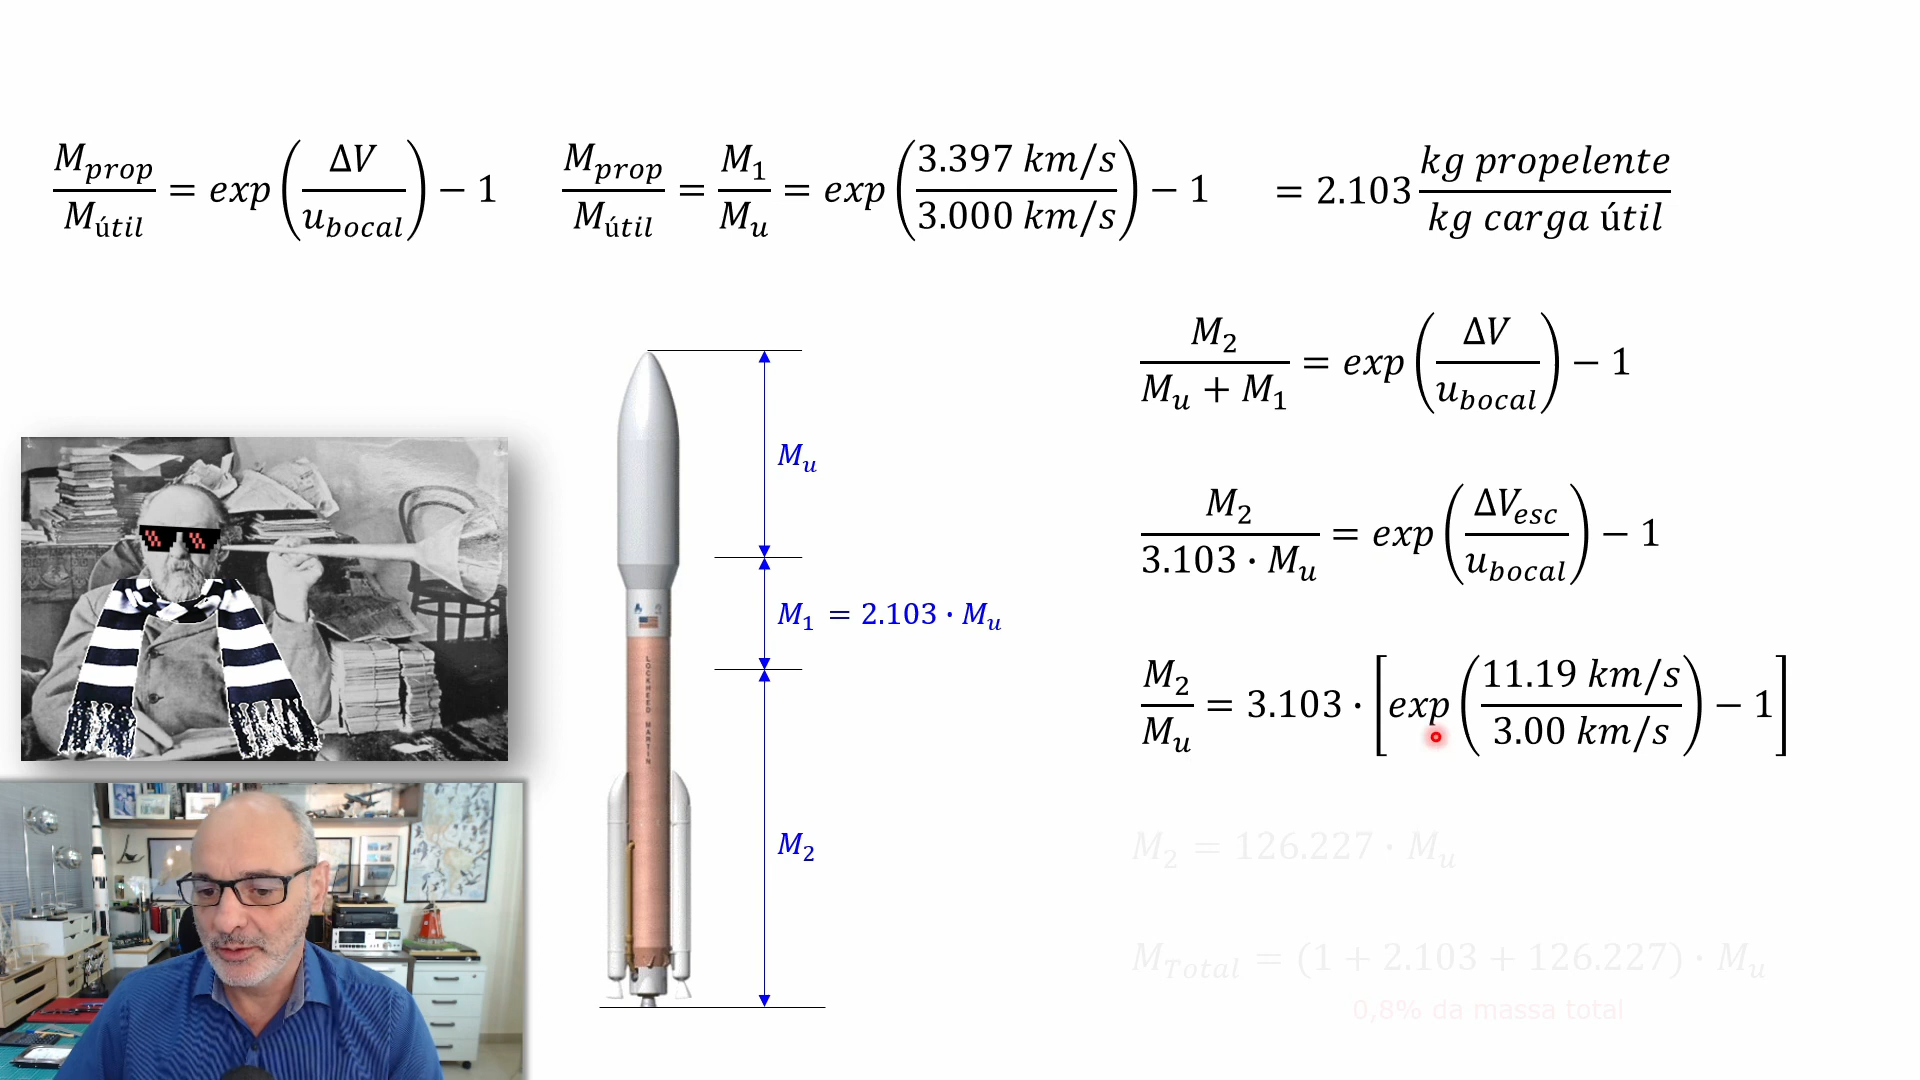 M_prop / M_útil = exp(ΔV / u_bocal) − 1
M_prop / M_útil = M_1 / M_u = exp(3.397 km/s / 3.000 km/s) − 1
= 2.103 kg propelente / kg carga útil
M_2 / (M_u + M_1) = exp(ΔV / u_bocal) − 1
M_u
M_2 / (3.103 · M_u) = exp(ΔV_esc / u_bocal) − 1
M_1 = 2.103 · M_u
LOCKHEED MARTIN
M_2 / M_u = 3.103 · [exp(11.19 km/s / 3.00 km/s) − 1]
M_2
M_2 = 126.227 · M_u
M_Total = (1 + 2.103 + 126.227) · M_u
0,8% da massa total